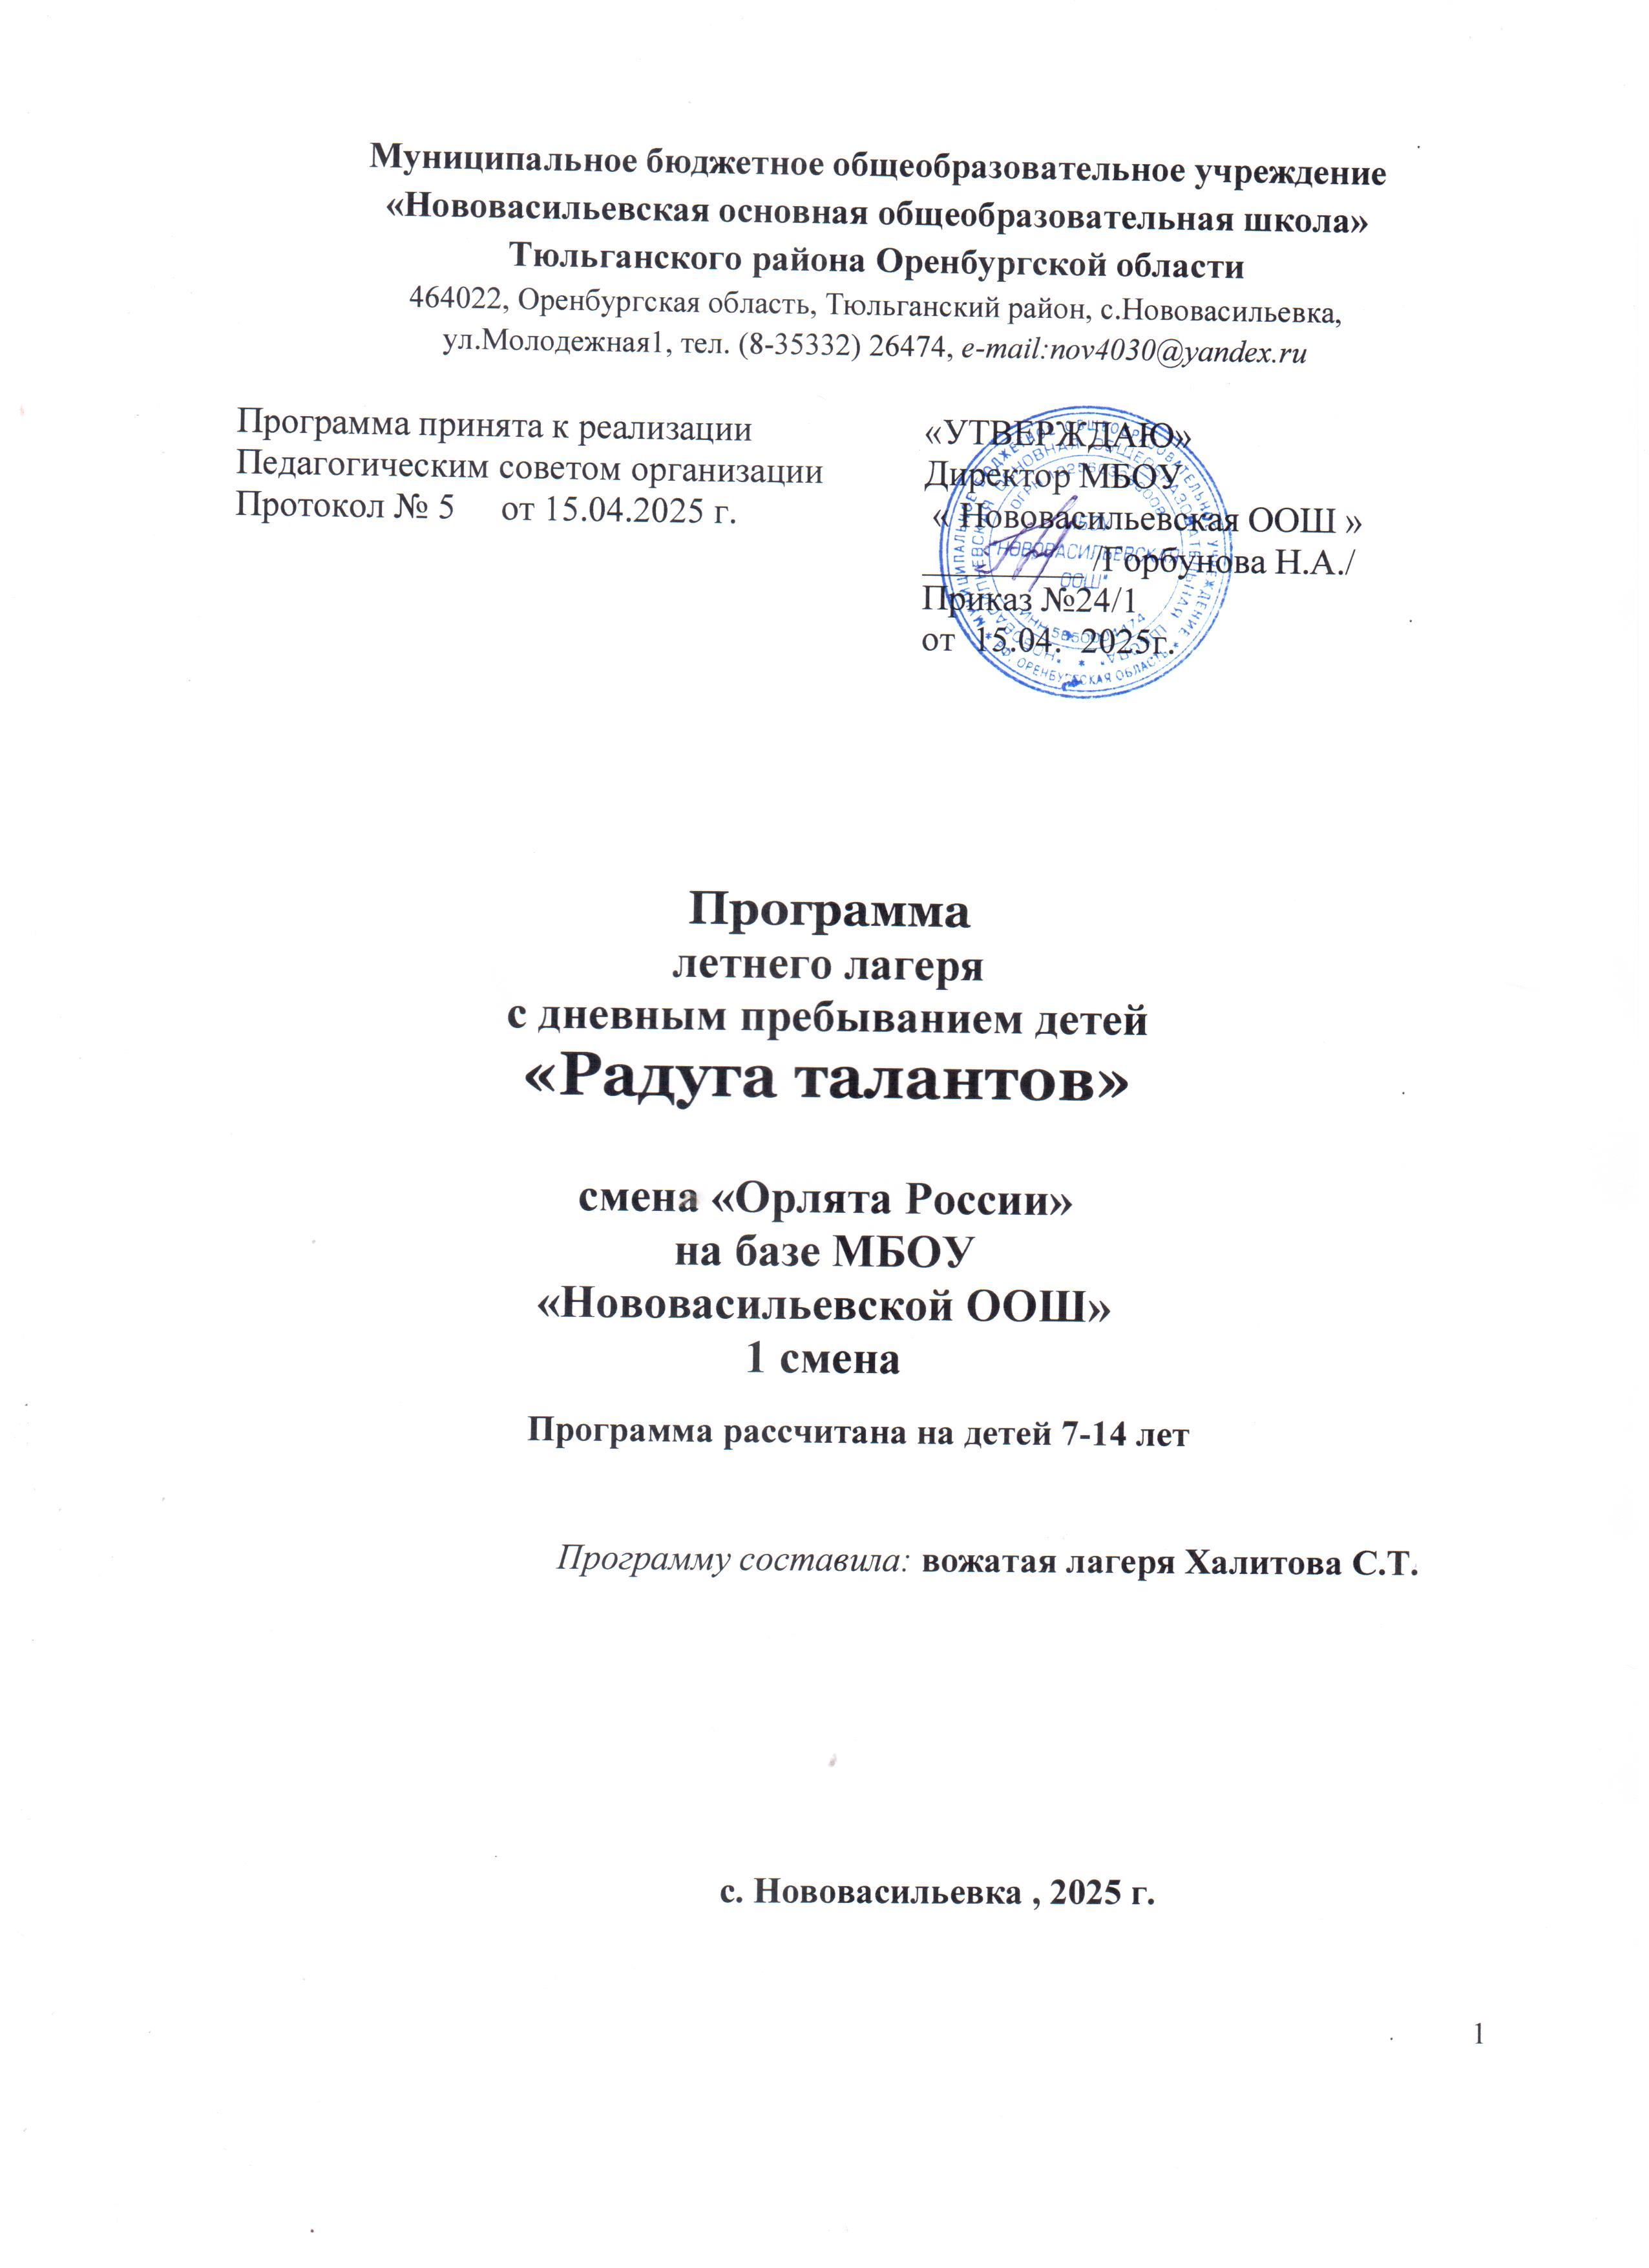 Муниципальное бюджетное общеобразовательное учреждение
«Нововасильевская основная общеобразовательная школа»
Тюльганского района Оренбургской области
464022, Оренбургская область, Тюльганский район, с.Нововасильевка,
ул.Молодежная1, тел. (8-35332) 26474, e-mail:nov4030@yandex.ru
Программа принята к реализации
Педагогическим советом организации
Протокол № 5 от 15.04.2025 г.
«УТВЕРЖДАЮ»
Директор МБОУ
« Нововасильевская ООШ »
/Горбунова Н.А./
Приказ №24/1
от 15.04. 2025г.
"НОВОВАСИЛЬЕВСКАЯ
ООШ"
Программа
летнего лагеря
с дневным пребыванием детей
«Радуга талантов»
смена «Орлята России»
на базе МБОУ
«Нововасильевской ООШ»
1 смена
Программа рассчитана на детей 7-14 лет
Программу составила: вожатая лагеря Халитова С.Т.
с. Нововасильевка , 2025 г.
1